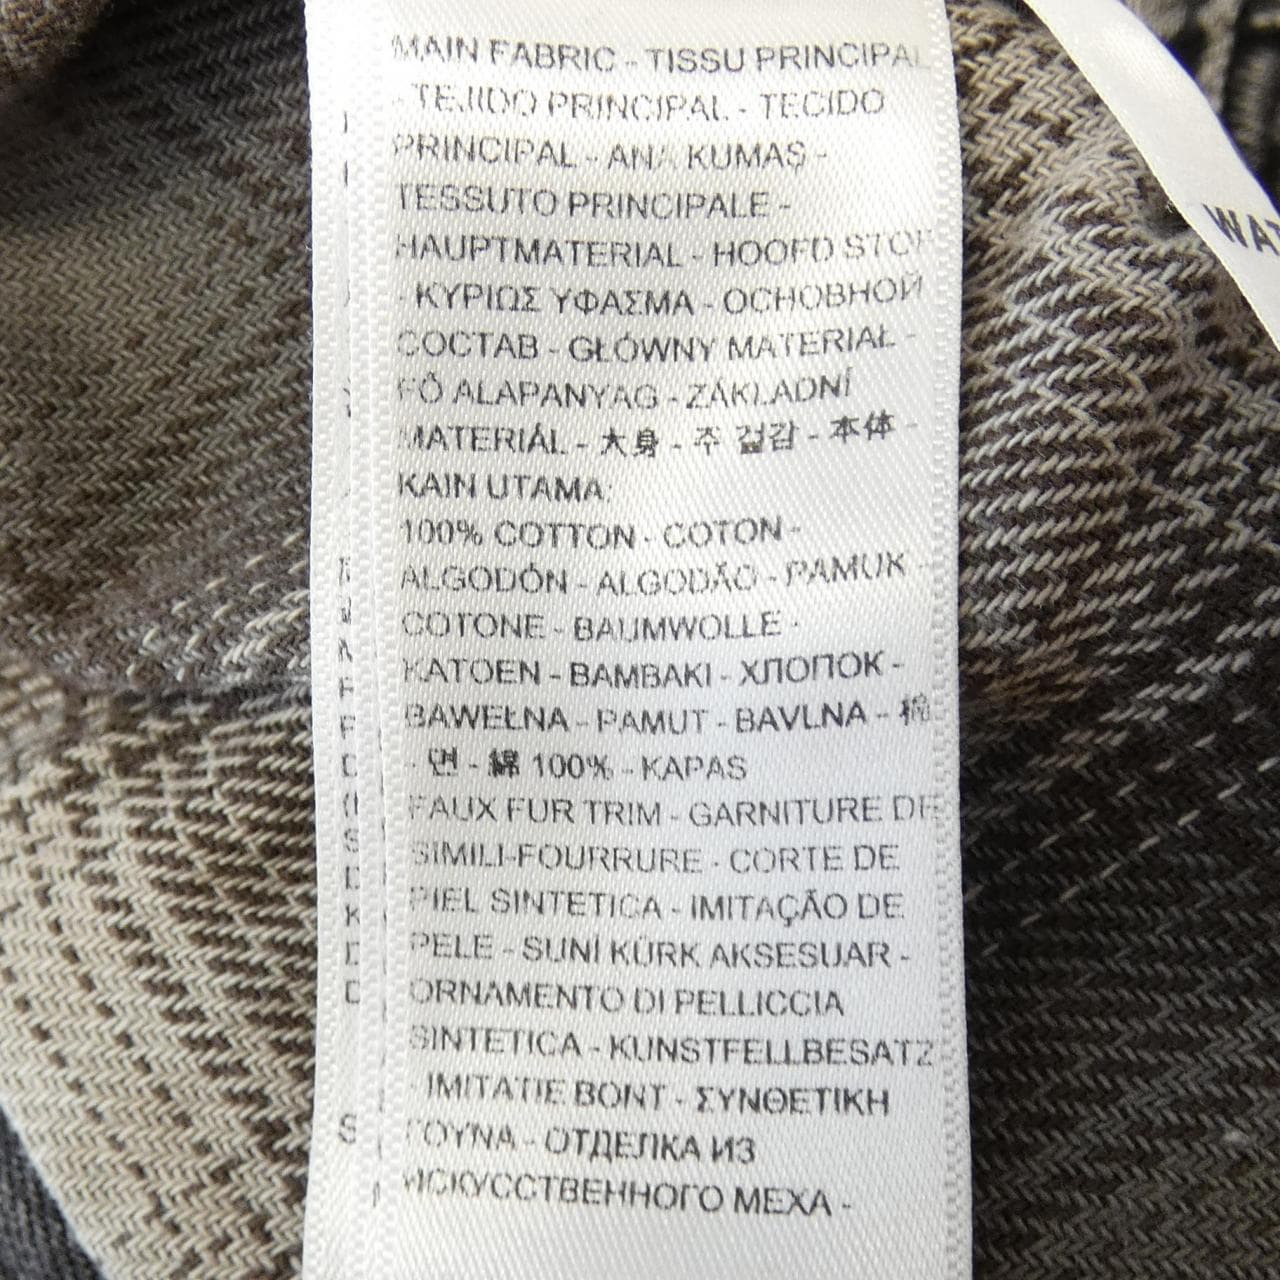 MAIN FABRIC - TISSU PRINCIPAL
- TEJIDO PRINCIPAL - TECIDO
PRINCIPAL - ANA KUMAŞ -
TESSUTO PRINCIPALE -
HAUPTMATERIAL - HOOFD STOF
- ΚΥΡΙΩΣ ΥΦΑΣΜΑ - ОСНОВНОЙ
СОСТАВ - GŁÓWNY MATERIAŁ -
FŐ ALAPANYAG - ZÁKLADNÍ
MATERIÁL - 大身 - 주 겉감 - 本体 -
KAIN UTAMA:
100% COTTON - COTON -
ALGODÓN - ALGODÃO - PAMUK -
COTONE - BAUMWOLLE -
KATOEN - ΒΑΜΒΑΚΙ - ХЛОПОК -
BAWEŁNA - PAMUT - BAVLNA - 棉
- 면 - 綿 100% - KAPAS
FAUX FUR TRIM - GARNITURE DE
SIMILI-FOURRURE - CORTE DE
PIEL SINTETICA - IMITAÇÃO DE
PELE - SUNİ KÜRK AKSESUAR -
ORNAMENTO DI PELLICCIA
SINTETICA - KUNSTFELLBESATZ
- IMITATIE BONT - ΣΥΝΘΕΤΙΚΗ
ΓΟΥΝΑ - ОТДЕЛКА ИЗ
ИСКУССТВЕННОГО МЕХА -